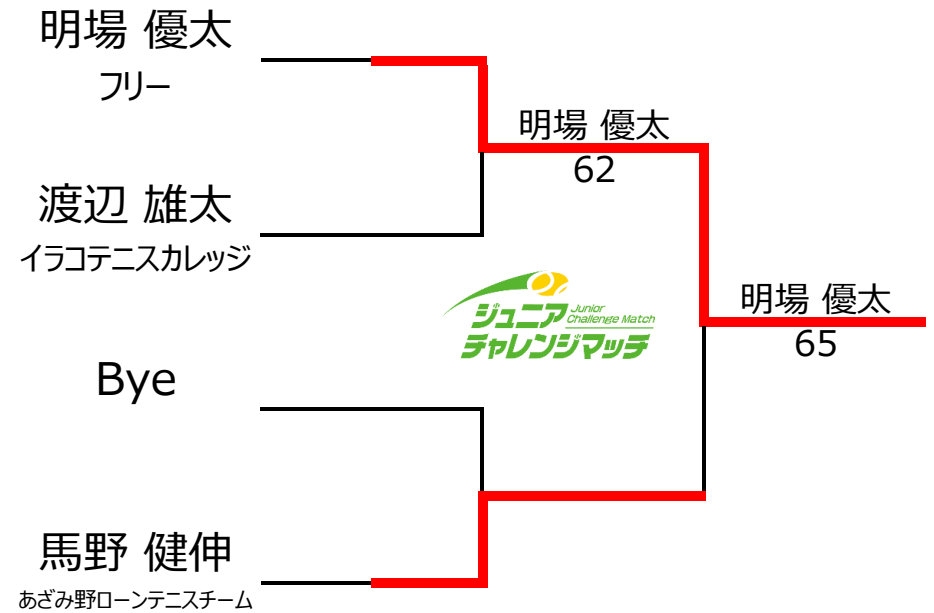 明場 優太
フリー
明場 優太
62
渡辺 雄太
イラコテニスカレッジ
ジュニア Junior
Challenge Match
チャレンジマッチ
明場 優太
65
Bye
馬野 健伸
あざみ野ローンテニスチーム